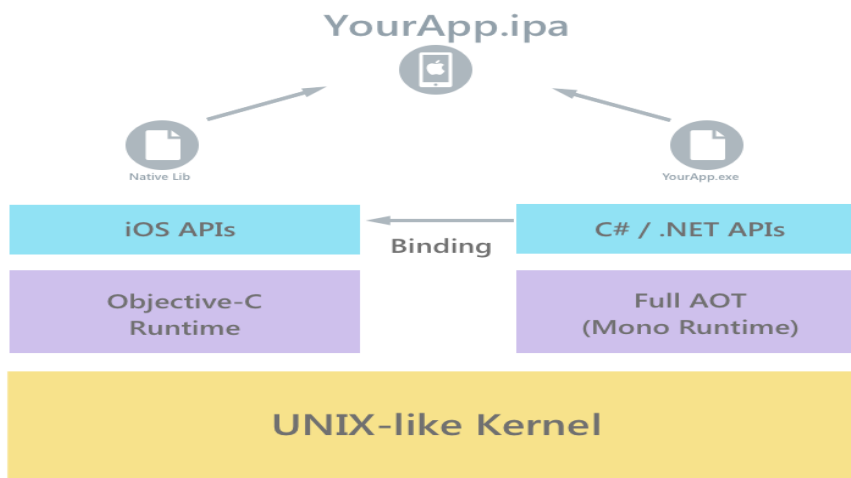 YourApp.ipa
Native Lib
YourApp.exe
iOS APIs
Binding
C# / .NET APIs
Objective-C
Runtime
Full AOT
(Mono Runtime)
UNIX-like Kernel